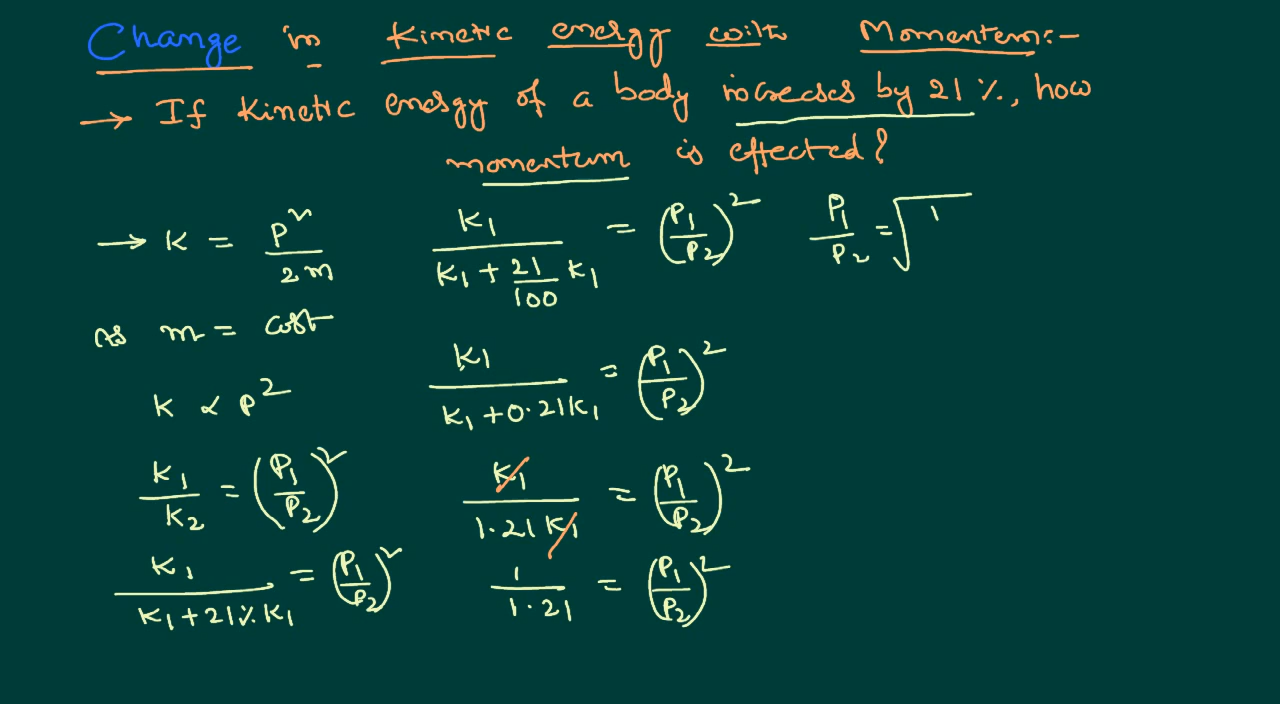 Change in Kinetic energy with Momentum:-
→ If Kinetic energy of a body increases by 21 %, how
momentum is effected?
→ K = P² / 2m
As m = const
K ∝ P²
K₁ / K₂ = (P₁ / P₂)²
K₁ / K₁ + 21% K₁ = (P₁ / P₂)²
K₁ / K₁ + 21/100 K₁ = (P₁ / P₂)²
K₁ / K₁ + 0.21K₁ = (P₁ / P₂)²
K₁ / 1.21 K₁ = (P₁ / P₂)²
1 / 1.21 = (P₁ / P₂)²
P₁ / P₂ = √1